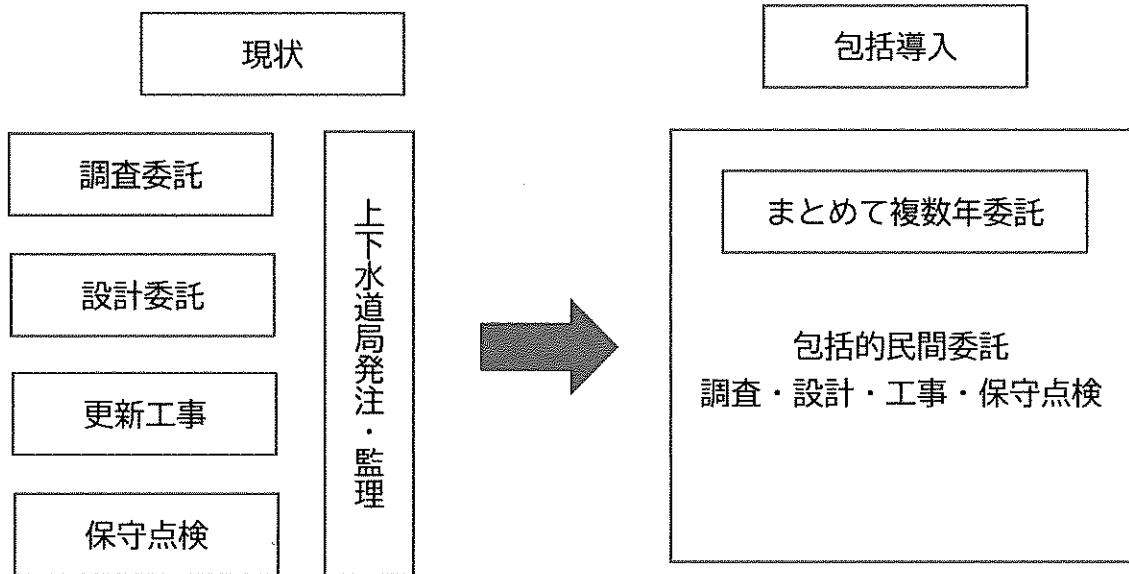 現状
調査委託
設計委託
更新工事
保守点検
上下水道局発注・監理
包括導入
まとめて複数年委託
包括的民間委託
調査・設計・工事・保守点検